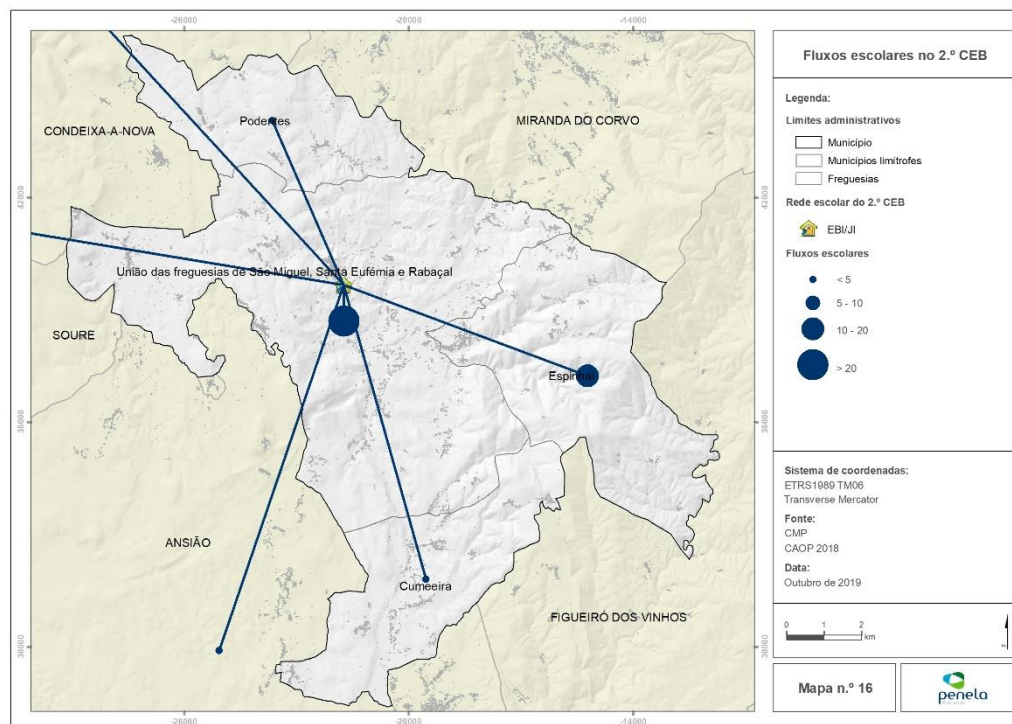 -26000
-20000
-14000
42000
36000
30000
42000
36000
30000
-26000
-20000
-14000
CONDEIXA-A-NOVA
Podentes
MIRANDA DO CORVO
União das freguesias de São Miguel, Santa Eufémia e Rabaçal
SOURE
Espinhal
ANSIÃO
Cumeeira
FIGUEIRÓ DOS VINHOS
Fluxos escolares no 2.º CEB
Legenda:
Limites administrativos
Município
Municípios limítrofes
Freguesias
Rede escolar do 2.º CEB
EBI/JI
Fluxos escolares
< 5
5 - 10
10 - 20
> 20
Sistema de coordenadas:
ETRS1989 TM06
Transverse Mercator
Fonte:
CMP
CAOP 2018
Data:
Outubro de 2019
0 1 2
km
Mapa n.º 16
penela